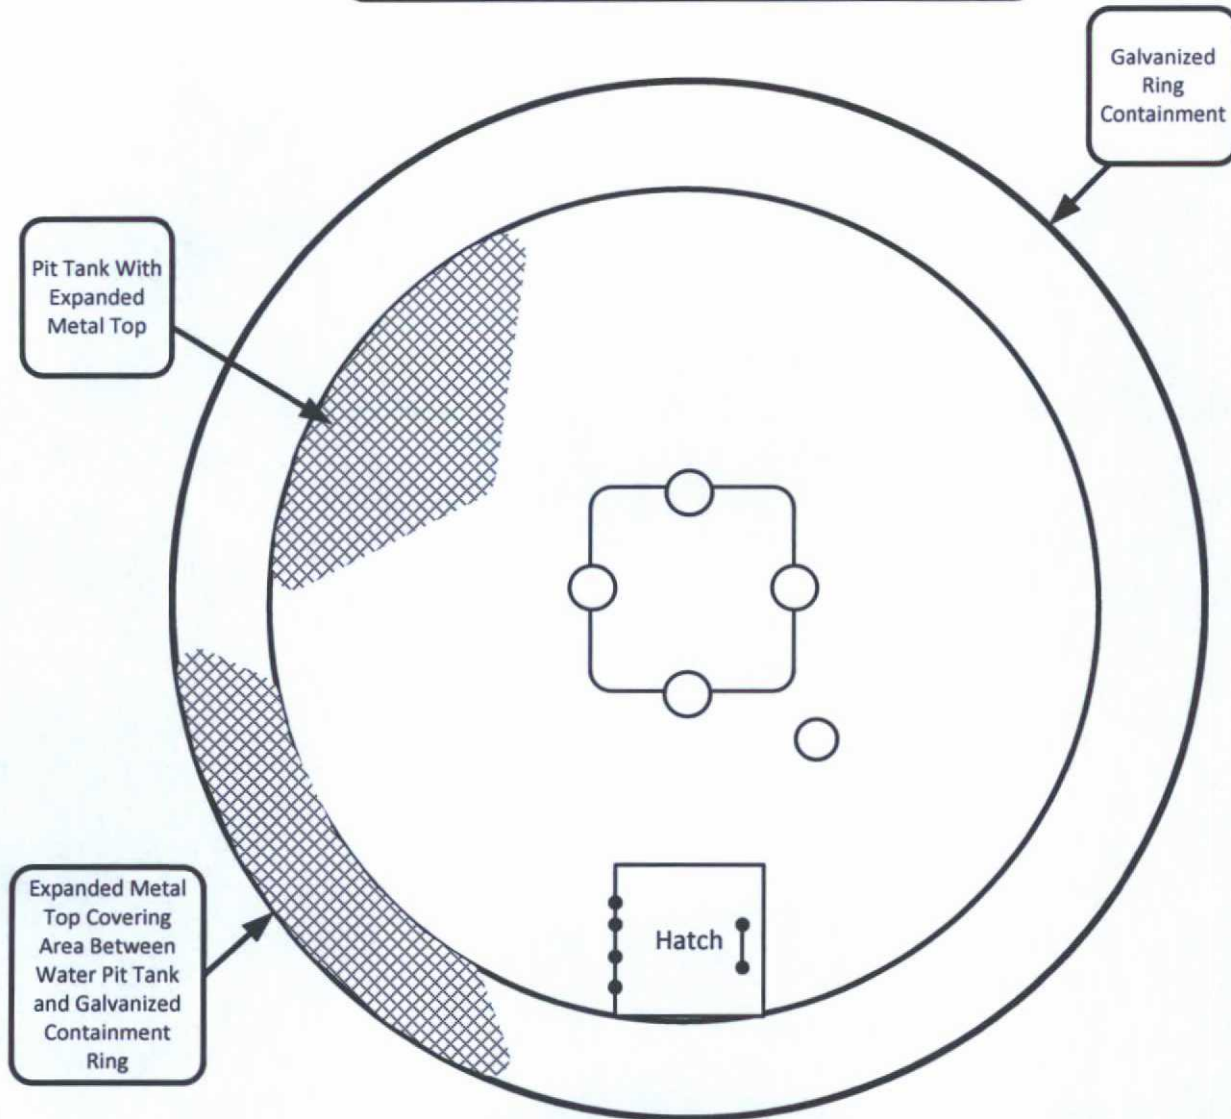 Galvanized
Ring
Containment
Pit Tank With
Expanded
Metal Top
Expanded Metal
Top Covering
Area Between
Water Pit Tank
and Galvanized
Containment
Ring
Hatch